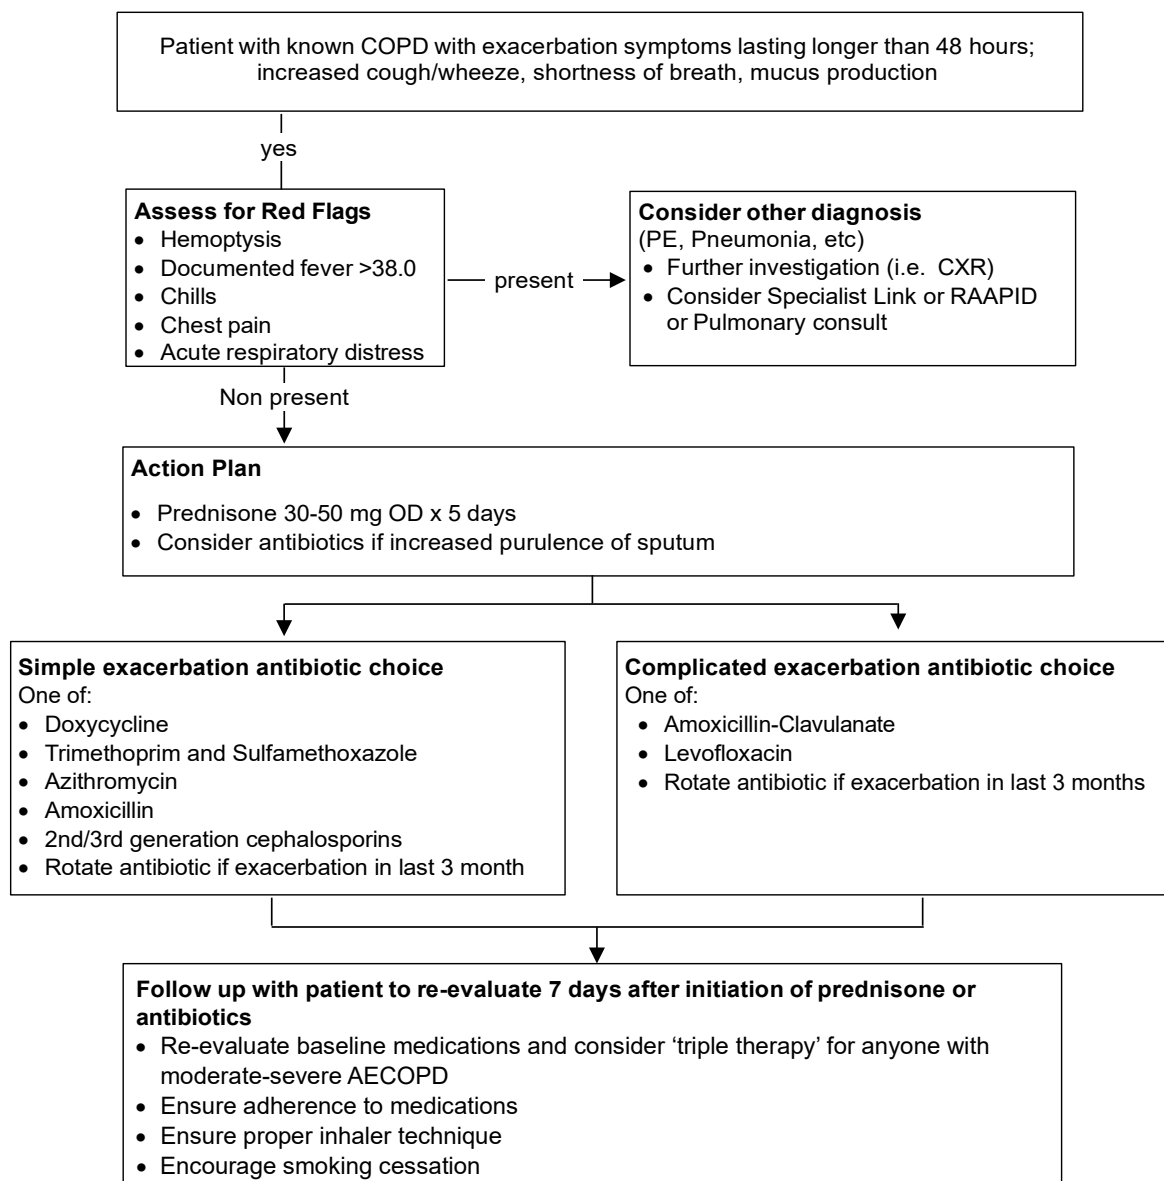 Patient with known COPD with exacerbation symptoms lasting longer than 48 hours;
increased cough/wheeze, shortness of breath, mucus production
yes
Assess for Red Flags
• Hemoptysis
• Documented fever >38.0
• Chills
• Chest pain
• Acute respiratory distress
present
Consider other diagnosis
(PE, Pneumonia, etc)
• Further investigation (i.e. CXR)
• Consider Specialist Link or RAAPID
or Pulmonary consult
Non present
Action Plan
• Prednisone 30-50 mg OD x 5 days
• Consider antibiotics if increased purulence of sputum
Simple exacerbation antibiotic choice
One of:
• Doxycycline
• Trimethoprim and Sulfamethoxazole
• Azithromycin
• Amoxicillin
• 2nd/3rd generation cephalosporins
• Rotate antibiotic if exacerbation in last 3 month
Complicated exacerbation antibiotic choice
One of:
• Amoxicillin-Clavulanate
• Levofloxacin
• Rotate antibiotic if exacerbation in last 3 months
Follow up with patient to re-evaluate 7 days after initiation of prednisone or
antibiotics
• Re-evaluate baseline medications and consider ‘triple therapy’ for anyone with
moderate-severe AECOPD
• Ensure adherence to medications
• Ensure proper inhaler technique
• Encourage smoking cessation